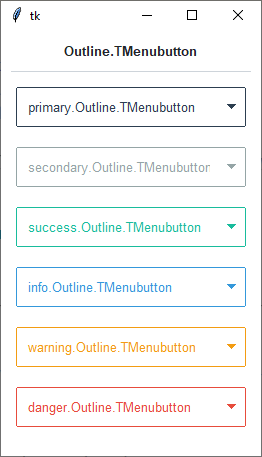 tk
Outline.TMenubutton
primary.Outline.TMenubutton
secondary.Outline.TMenubuttor
success.Outline.TMenubutton
info.Outline.TMenubutton
warning.Outline.TMenubutton
danger.Outline.TMenubutton